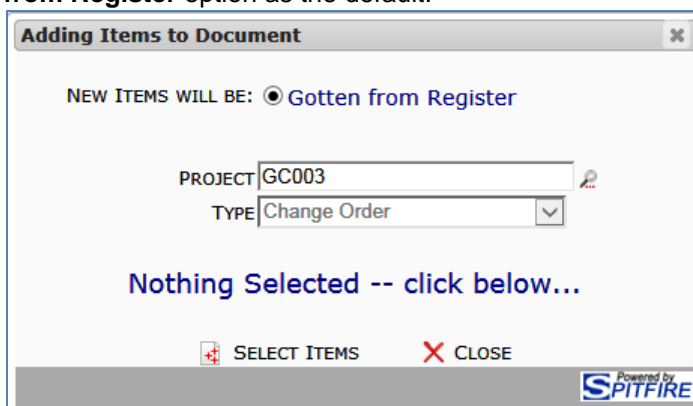 from Register option as the default.
Adding Items to Document
NEW ITEMS WILL BE: Gotten from Register
PROJECT GC003
TYPE Change Order
Nothing Selected -- click below...
SELECT ITEMS CLOSE
Powered by
SPITFIRE